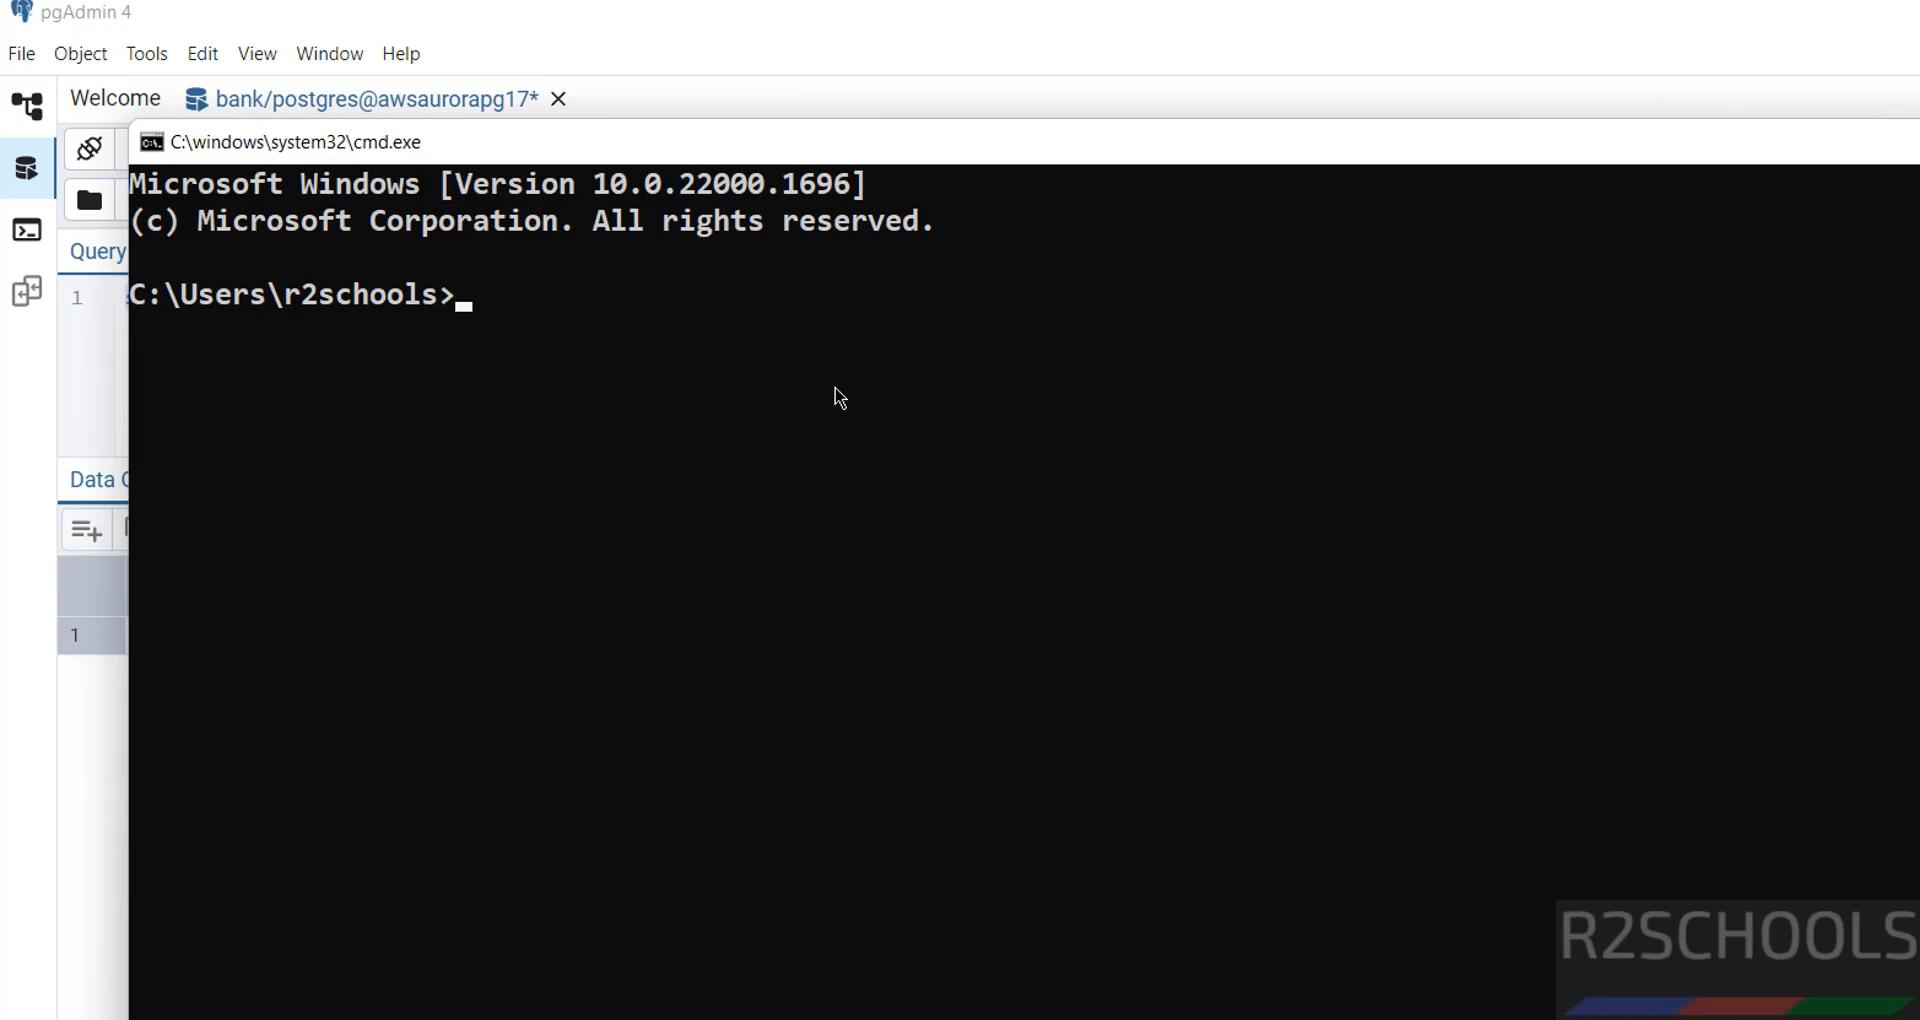 pgAdmin 4
File Object Tools Edit View Window Help
Welcome bank/postgres@awsaurorapg17*
C:\windows\system32\cmd.exe
Microsoft Windows [Version 10.0.22000.1696]
(c) Microsoft Corporation. All rights reserved.
Query
1
C:\Users\r2schools>
Data
1
R2SCHOOLS